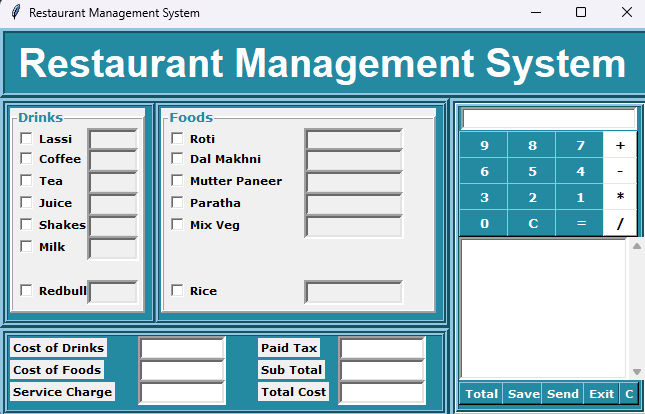 Restaurant Management System
Restaurant Management System
Drinks
Lassi
Coffee
Tea
Juice
Shakes
Milk
Redbull
Foods
Roti
Dal Makhni
Mutter Paneer
Paratha
Mix Veg
Rice
9 8 7 +
6 5 4 -
3 2 1 *
0 C = /
Cost of Drinks
Cost of Foods
Service Charge
Paid Tax
Sub Total
Total Cost
Total Save Send Exit C